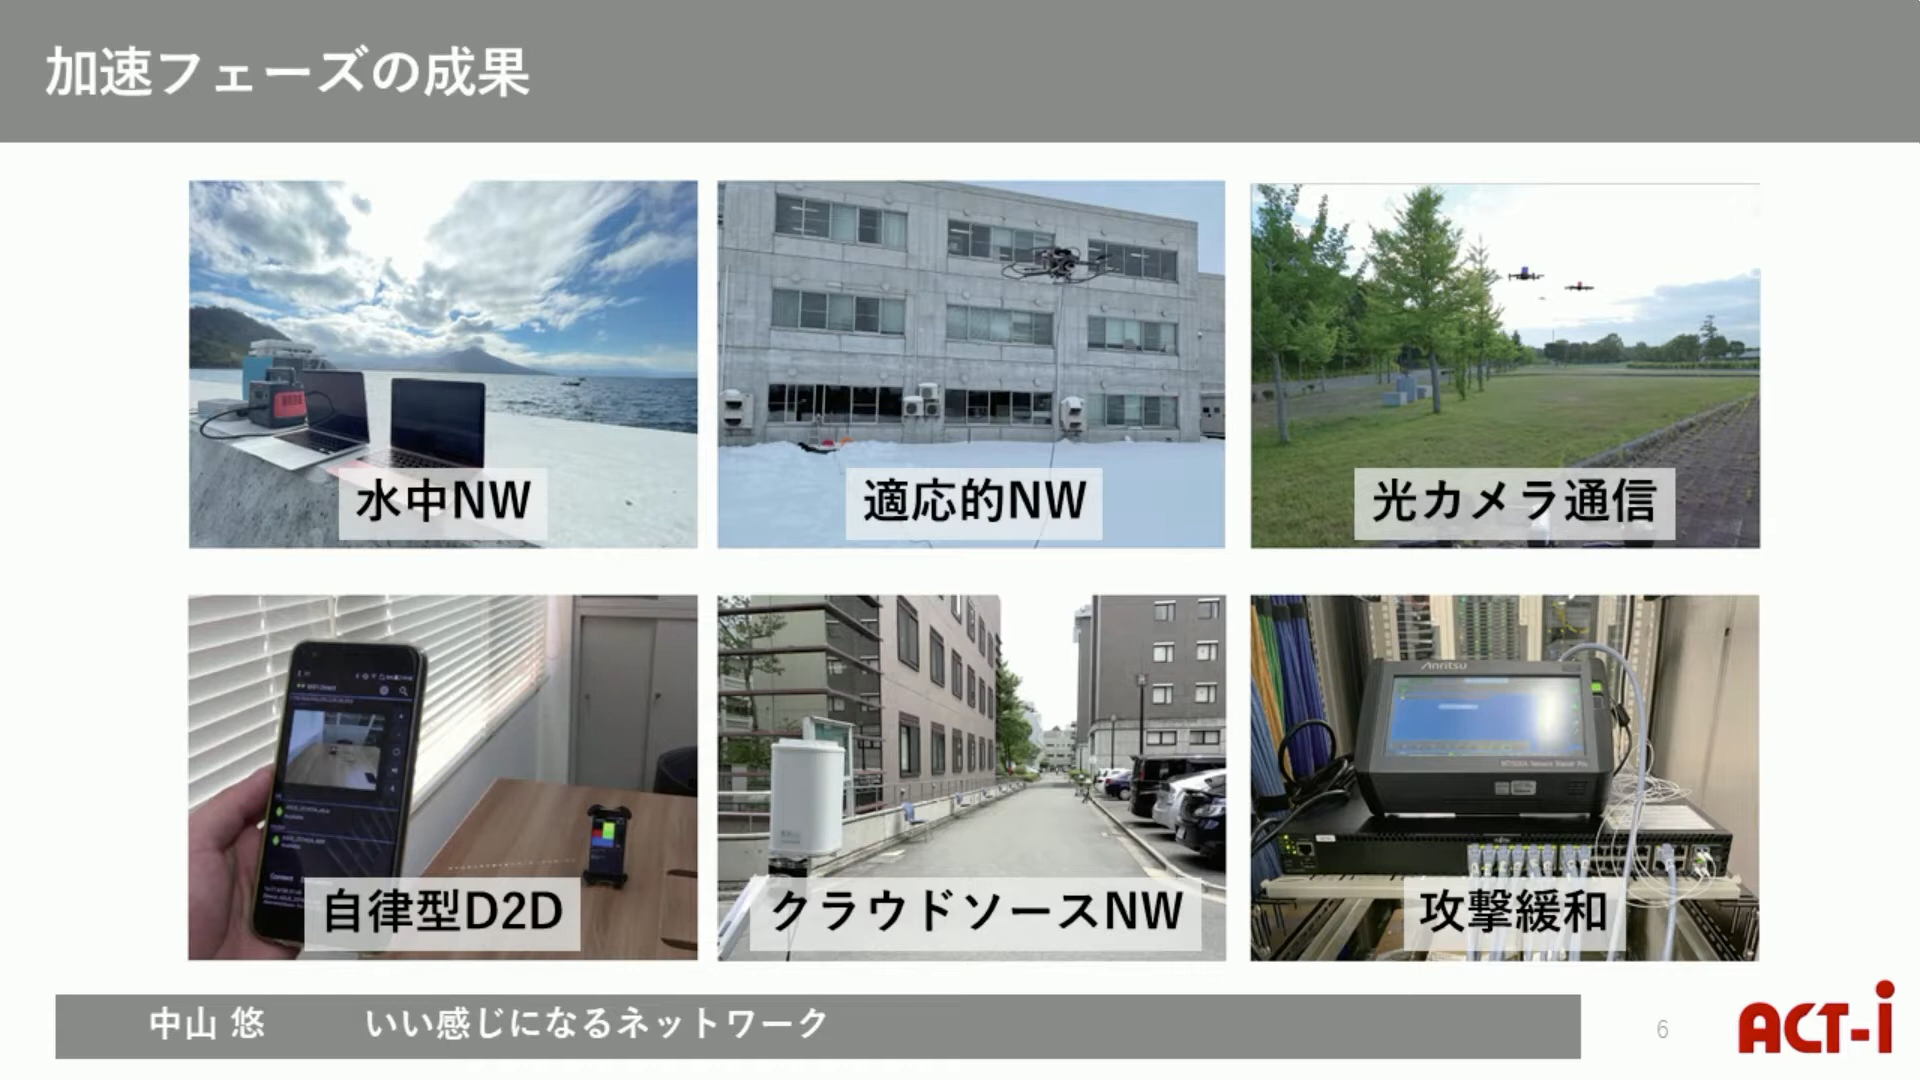 加速フェーズの成果
水中NW
適応的NW
光カメラ通信
自律型D2D
クラウドソースNW
攻撃緩和
Anritsu
中山 悠 いい感じになるネットワーク
6
ACT-i